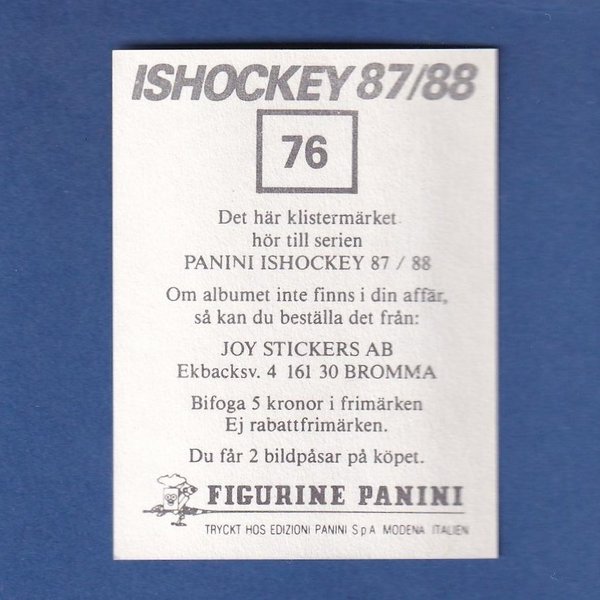 ISHOCKEY 87/88
76
Det här klistermärket
hör till serien
PANINI ISHOCKEY 87 / 88
Om albumet inte finns i din affär,
så kan du beställa det från:
JOY STICKERS AB
Ekbacksv. 4 161 30 BROMMA
Bifoga 5 kronor i frimärken
Ej rabattfrimärken.
Du får 2 bildpåsar på köpet.
FIGURINE PANINI
TRYCKT HOS EDIZIONI PANINI S p A MODENA ITALIEN